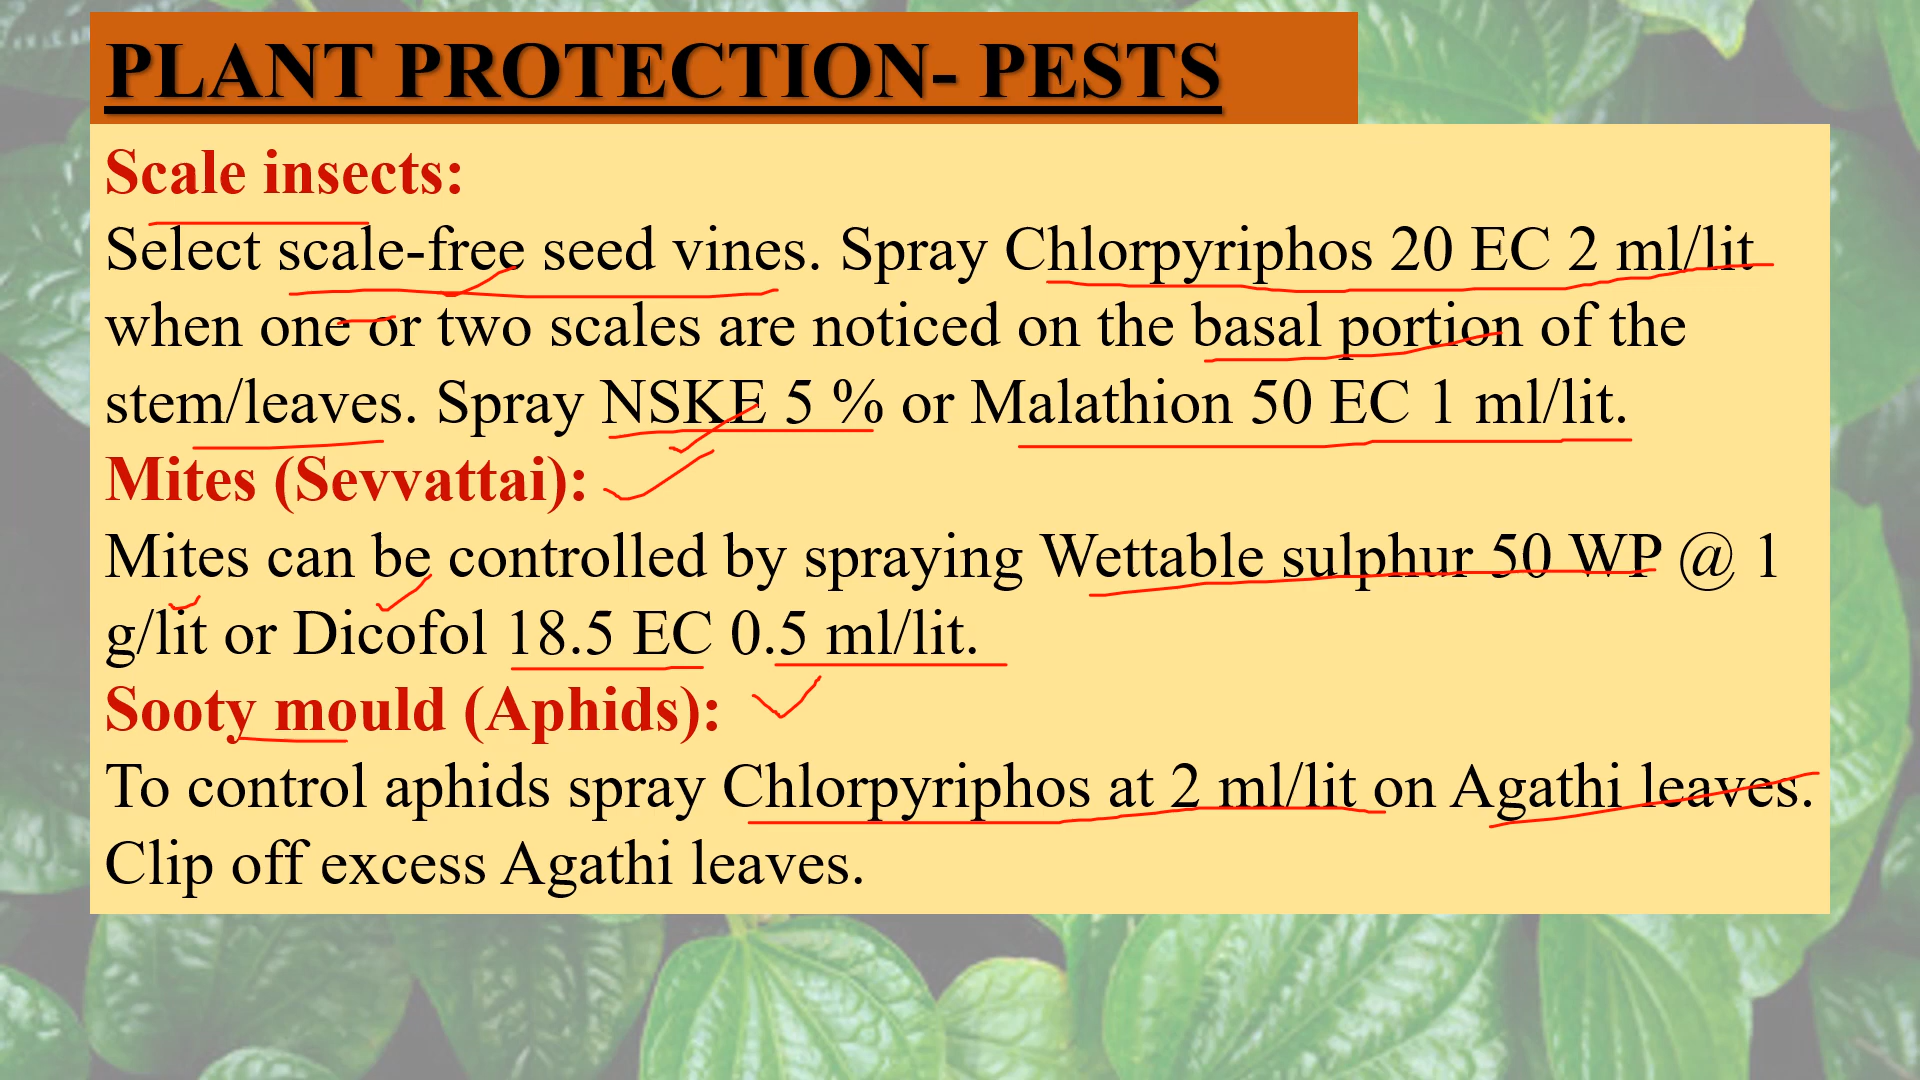 PLANT PROTECTION- PESTS
Scale insects:
Select scale-free seed vines. Spray Chlorpyriphos 20 EC 2 ml/lit
when one or two scales are noticed on the basal portion of the
stem/leaves. Spray NSKE 5 % or Malathion 50 EC 1 ml/lit.
Mites (Sevvattai):
Mites can be controlled by spraying Wettable sulphur 50 WP @ 1
g/lit or Dicofol 18.5 EC 0.5 ml/lit.
Sooty mould (Aphids):
To control aphids spray Chlorpyriphos at 2 ml/lit on Agathi leaves.
Clip off excess Agathi leaves.